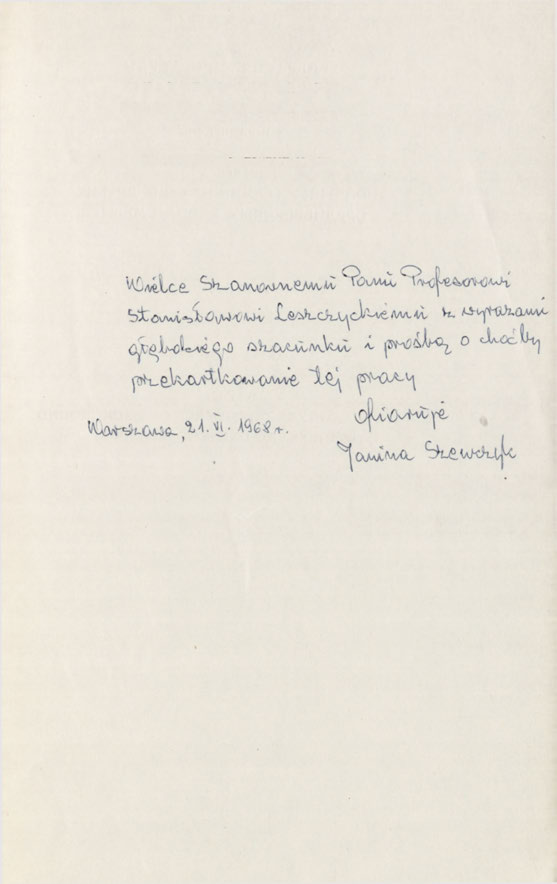 Wielce Szanownemu Panu Profesorowi
Stanisławowi Leszczyckiemu z wyrazami
głębokiego szacunku i prośbą o choćby
przekartkowanie tej pracy
ofiaruje
Warszawa, 21. VI. 1968 r.
Janina Szewczyk